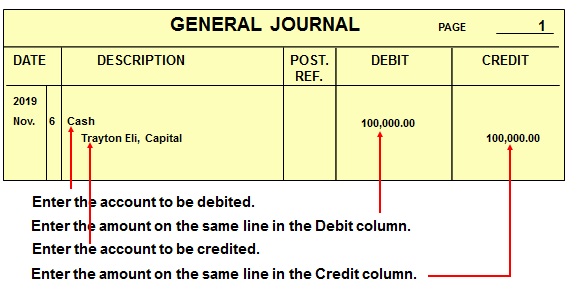 GENERAL JOURNAL PAGE 1
DATE DESCRIPTION POST. REF. DEBIT CREDIT
2019
Nov. 6 Cash 100,000.00
Trayton Eli, Capital 100,000.00
Enter the account to be debited.
Enter the amount on the same line in the Debit column.
Enter the account to be credited.
Enter the amount on the same line in the Credit column.